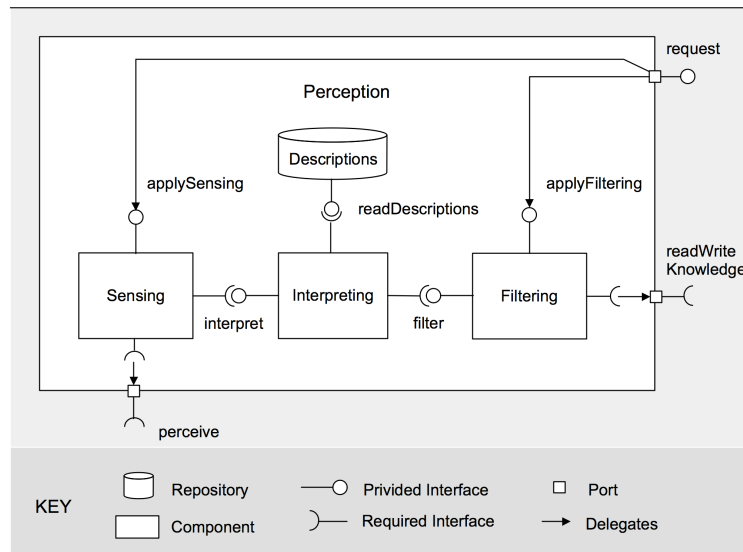 request
Perception
Descriptions
applySensing
applyFiltering
readDescriptions
readWrite
Knowledge
Sensing
Interpreting
Filtering
interpret
filter
perceive
KEY
Repository
Privided Interface
Port
Component
Required Interface
Delegates